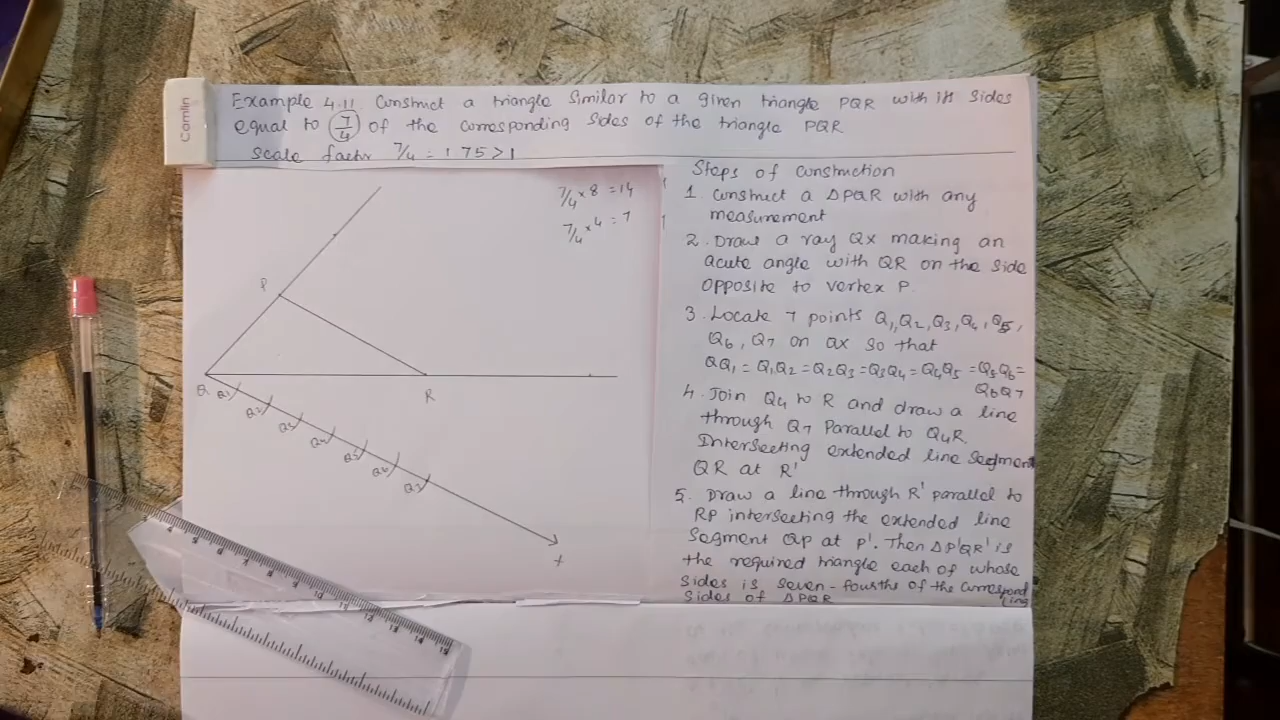 Camlin
Example 4.11 Construct a triangle similar to a given triangle PQR with its sides
equal to 7/4 of the corresponding sides of the triangle PQR
scale factor 7/4 = 1 75 > 1
7/4 × 8 = 14
7/4 × 4 = 7
P
Q
R
Q1
Q2
Q3
Q4
Q5
Q6
Q7
x
Steps of construction
1. Construct a ΔPQR with any
measurement
2. Draw a ray QX making an
acute angle with QR on the side
opposite to vertex P
3. Locate 7 points Q1, Q2, Q3, Q4, Q5,
Q6, Q7 on QX so that
QQ1 = Q1Q2 = Q2Q3 = Q3Q4 = Q4Q5 = Q5Q6 =
Q6Q7
4. Join Q4 to R and draw a line
through Q7 Parallel to Q4R.
Intersecting extended line segment
QR at R'
5. Draw a line through R' parallel to
RP intersecting the extended line
segment QP at P'. Then ΔP'QR' is
the required triangle each of whose
sides is seven-fourths of the correspond
ing
sides of ΔPQR